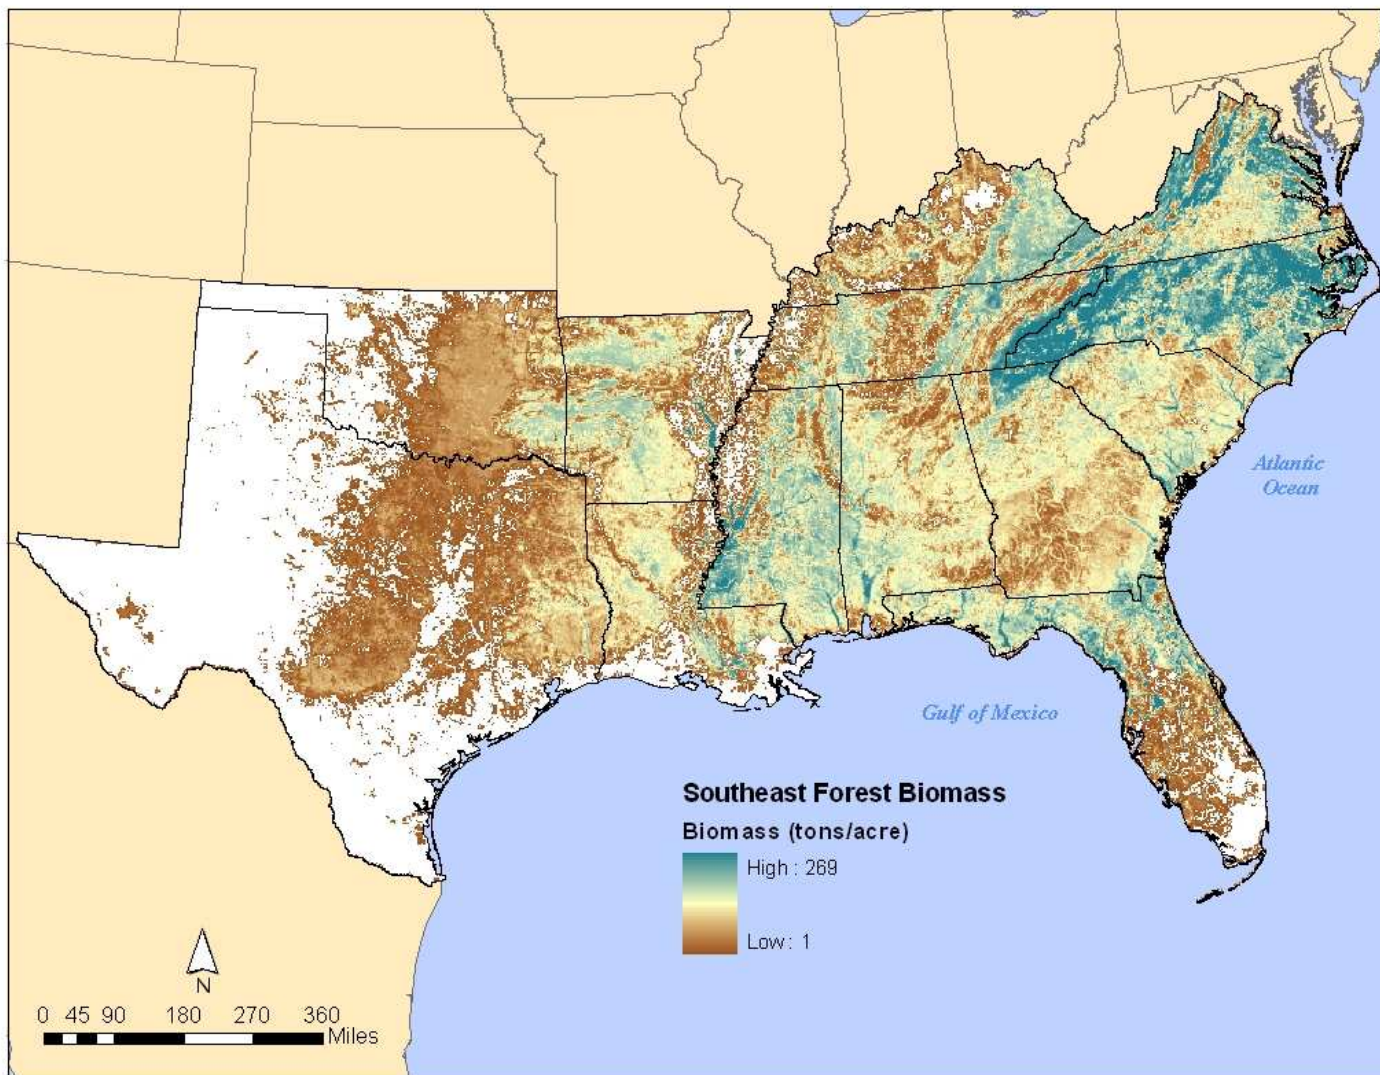 Atlantic
Ocean
Gulf of Mexico
Southeast Forest Biomass
Biomass (tons/acre)
High : 269
Low : 1
N
0 45 90 180 270 360
Miles